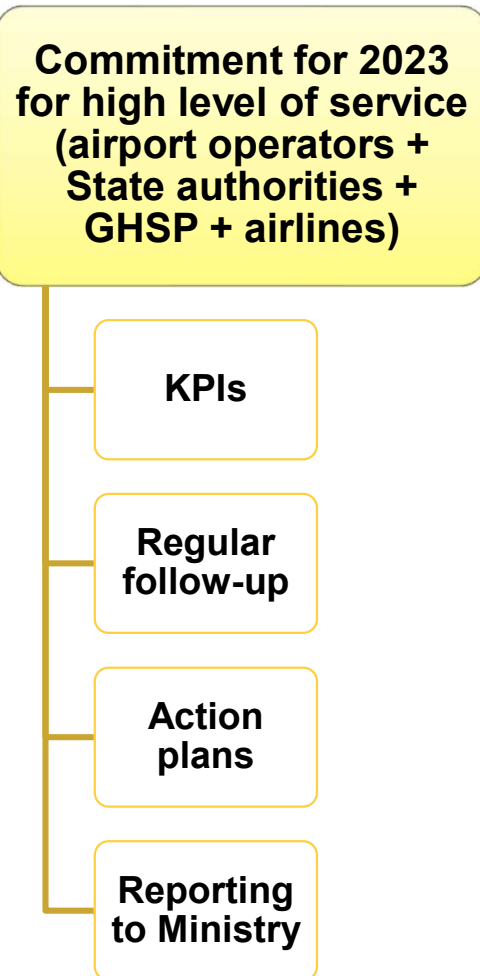 Commitment for 2023
for high level of service
(airport operators +
State authorities +
GHSP + airlines)
KPIs
Regular
follow-up
Action
plans
Reporting
to Ministry